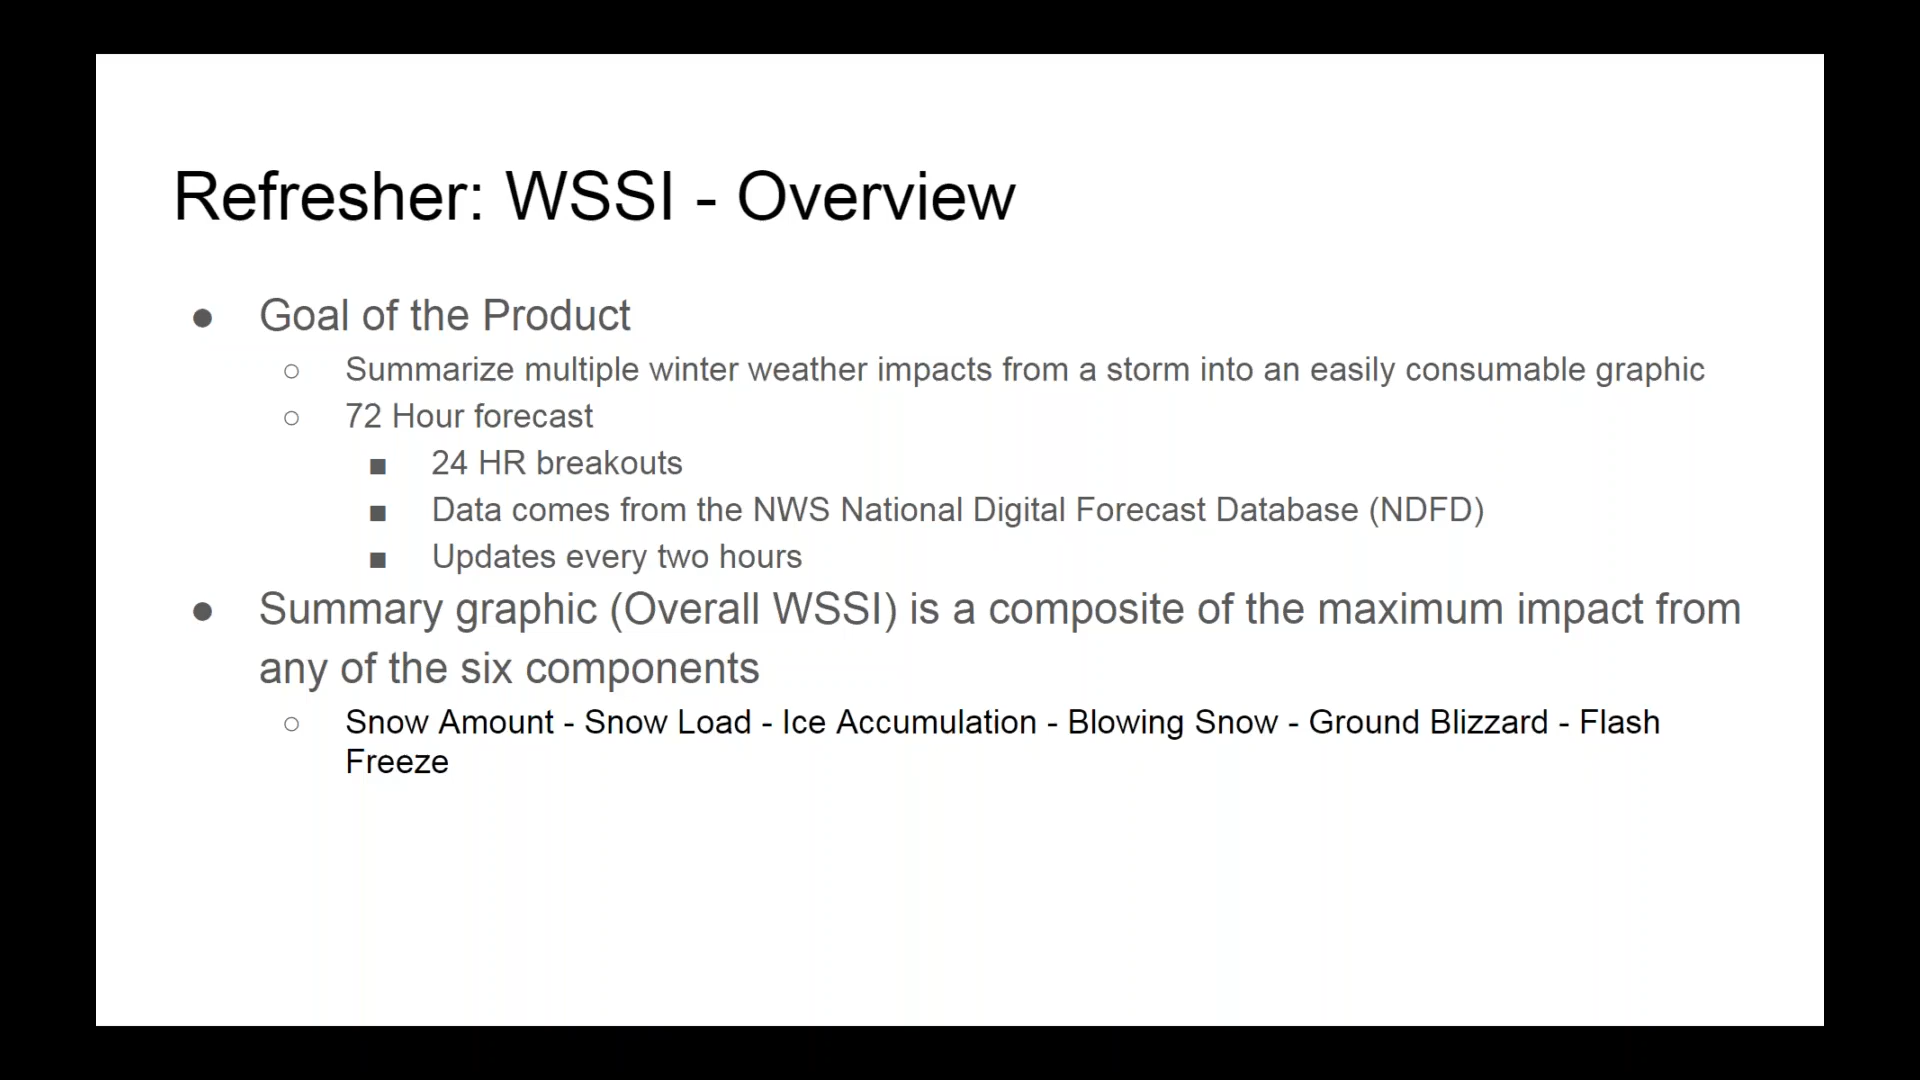 Refresher: WSSI - Overview
● Goal of the Product
○ Summarize multiple winter weather impacts from a storm into an easily consumable graphic
○ 72 Hour forecast
■ 24 HR breakouts
■ Data comes from the NWS National Digital Forecast Database (NDFD)
■ Updates every two hours
● Summary graphic (Overall WSSI) is a composite of the maximum impact from
any of the six components
○ Snow Amount - Snow Load - Ice Accumulation - Blowing Snow - Ground Blizzard - Flash
Freeze